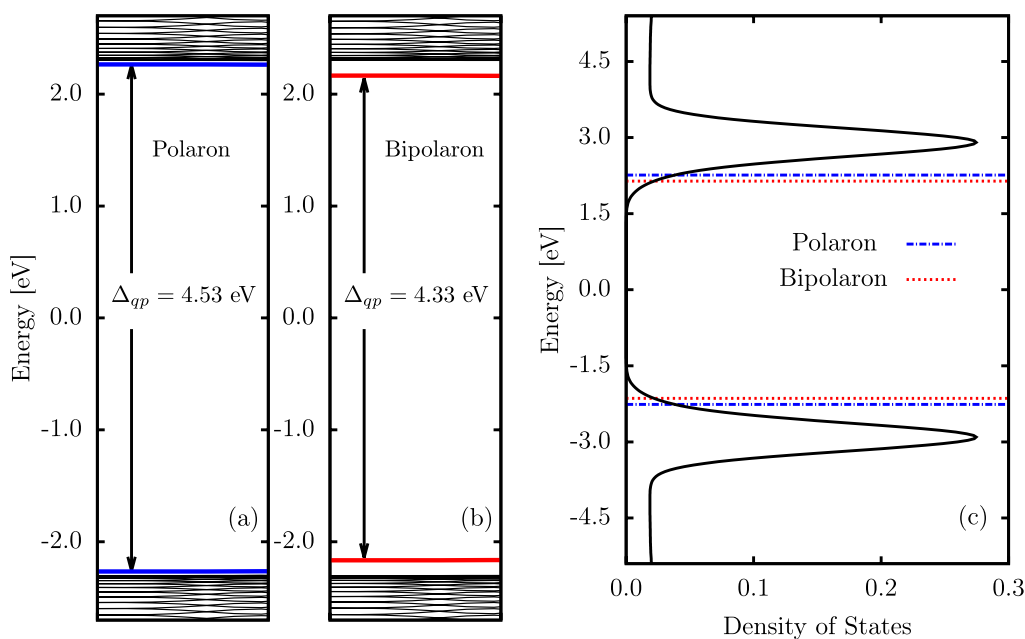 2.0
1.0
0.0
-1.0
-2.0
Energy [eV]
Polaron
Δqp = 4.53 eV
(a)
2.0
1.0
0.0
-1.0
-2.0
Bipolaron
Δqp = 4.33 eV
(b)
4.5
3.0
1.5
0.0
-1.5
-3.0
-4.5
Energy [eV]
Polaron
Bipolaron
(c)
0.0 0.1 0.2 0.3
Density of States